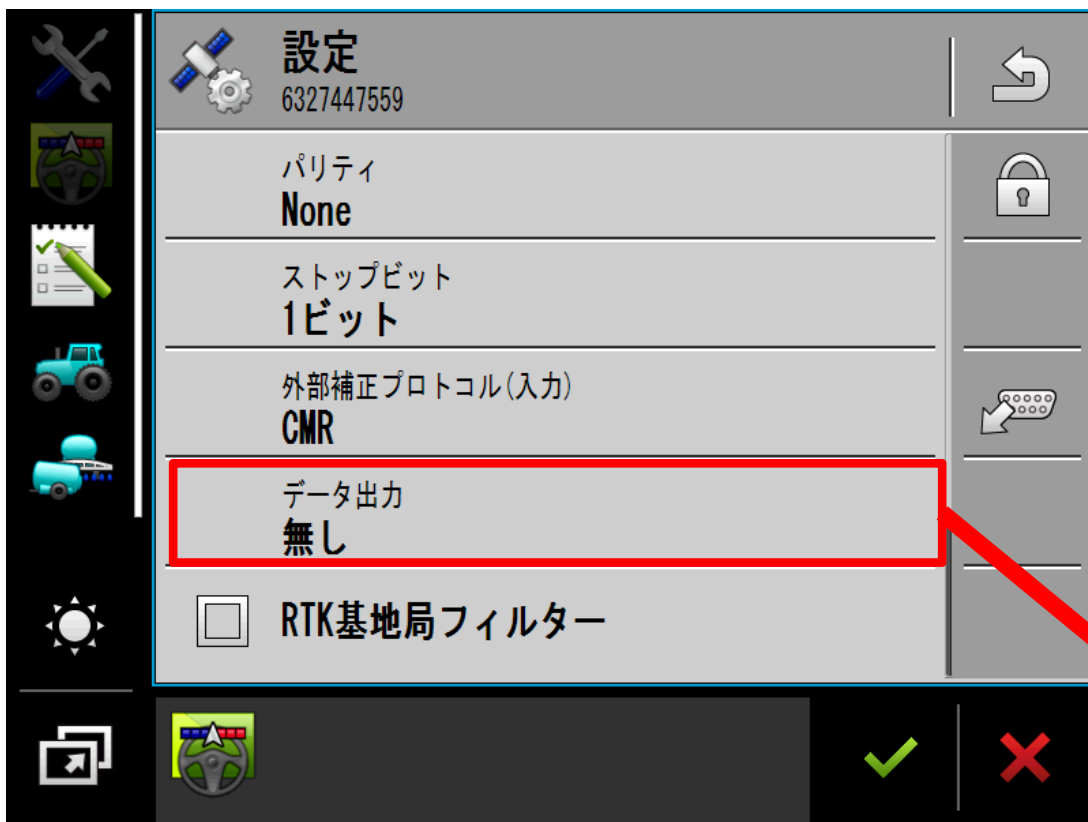 設定
6327447559
パリティ
None
ストップビット
1ビット
外部補正プロトコル(入力)
CMR
データ出力
無し
RTK基地局フィルター